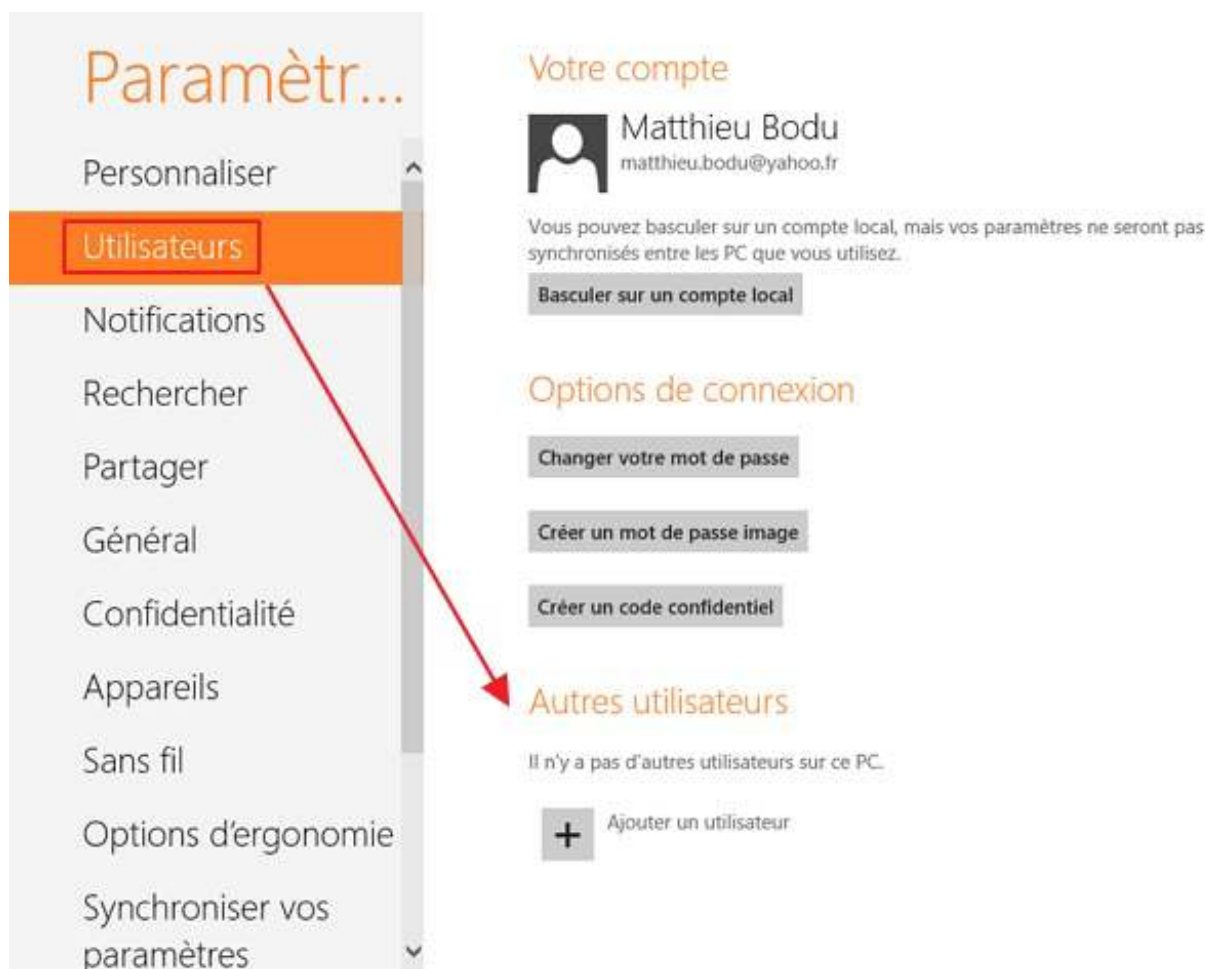 Paramètr...
Personnaliser
Utilisateurs
Notifications
Rechercher
Partager
Général
Confidentialité
Appareils
Sans fil
Options d'ergonomie
Synchroniser vos
paramètres
Votre compte
Matthieu Bodu
matthieu.bodu@yahoo.fr
Vous pouvez basculer sur un compte local, mais vos paramètres ne seront pas
synchronisés entre les PC que vous utilisez.
Basculer sur un compte local
Options de connexion
Changer votre mot de passe
Créer un mot de passe image
Créer un code confidentiel
Autres utilisateurs
Il n'y a pas d'autres utilisateurs sur ce PC.
Ajouter un utilisateur